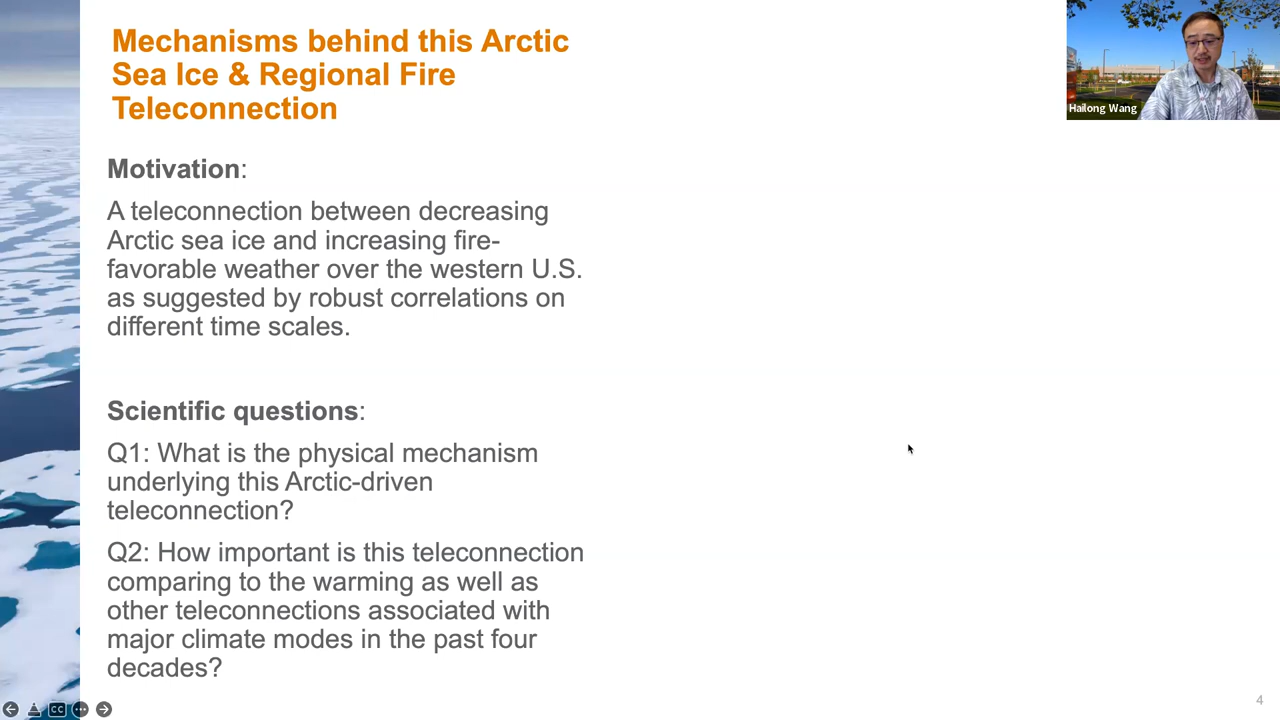 Mechanisms behind this Arctic
Sea Ice & Regional Fire
Teleconnection
Hailong Wang
Motivation:
A teleconnection between decreasing
Arctic sea ice and increasing fire-
favorable weather over the western U.S.
as suggested by robust correlations on
different time scales.
Scientific questions:
Q1: What is the physical mechanism
underlying this Arctic-driven
teleconnection?
Q2: How important is this teleconnection
comparing to the warming as well as
other teleconnections associated with
major climate modes in the past four
decades?
CC
4